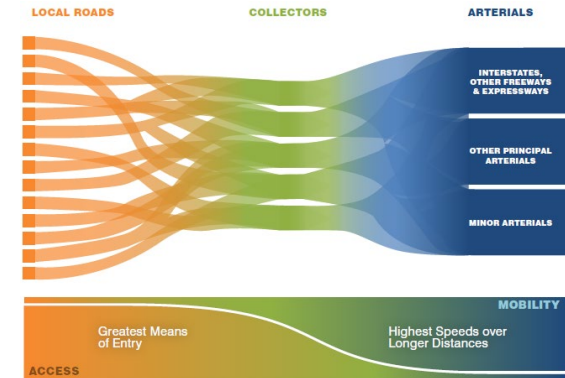 LOCAL ROADS
COLLECTORS
ARTERIALS
INTERSTATES,
OTHER FREEWAYS
& EXPRESSWAYS
OTHER PRINCIPAL
ARTERIALS
MINOR ARTERIALS
MOBILITY
Greatest Means
of Entry
Highest Speeds over
Longer Distances
ACCESS